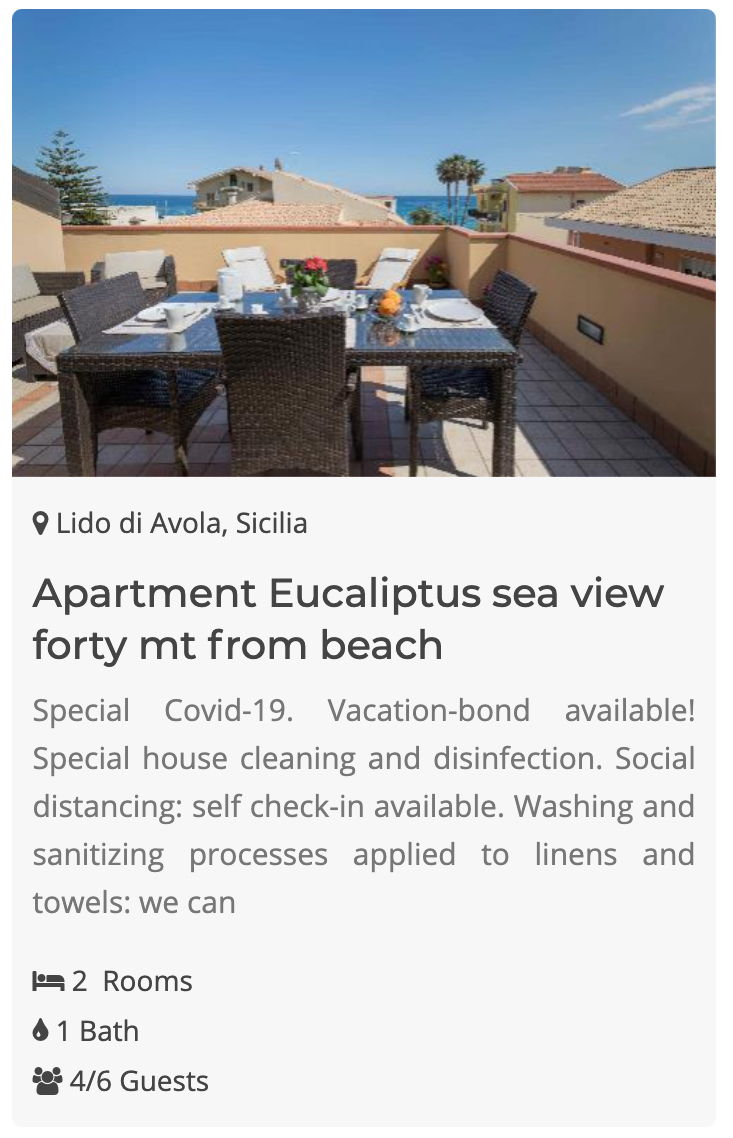 Lido di Avola, Sicilia
Apartment Eucaliptus sea view
forty mt from beach
Special Covid-19. Vacation-bond available!
Special house cleaning and disinfection. Social
distancing: self check-in available. Washing and
sanitizing processes applied to linens and
towels: we can
2 Rooms
1 Bath
4/6 Guests